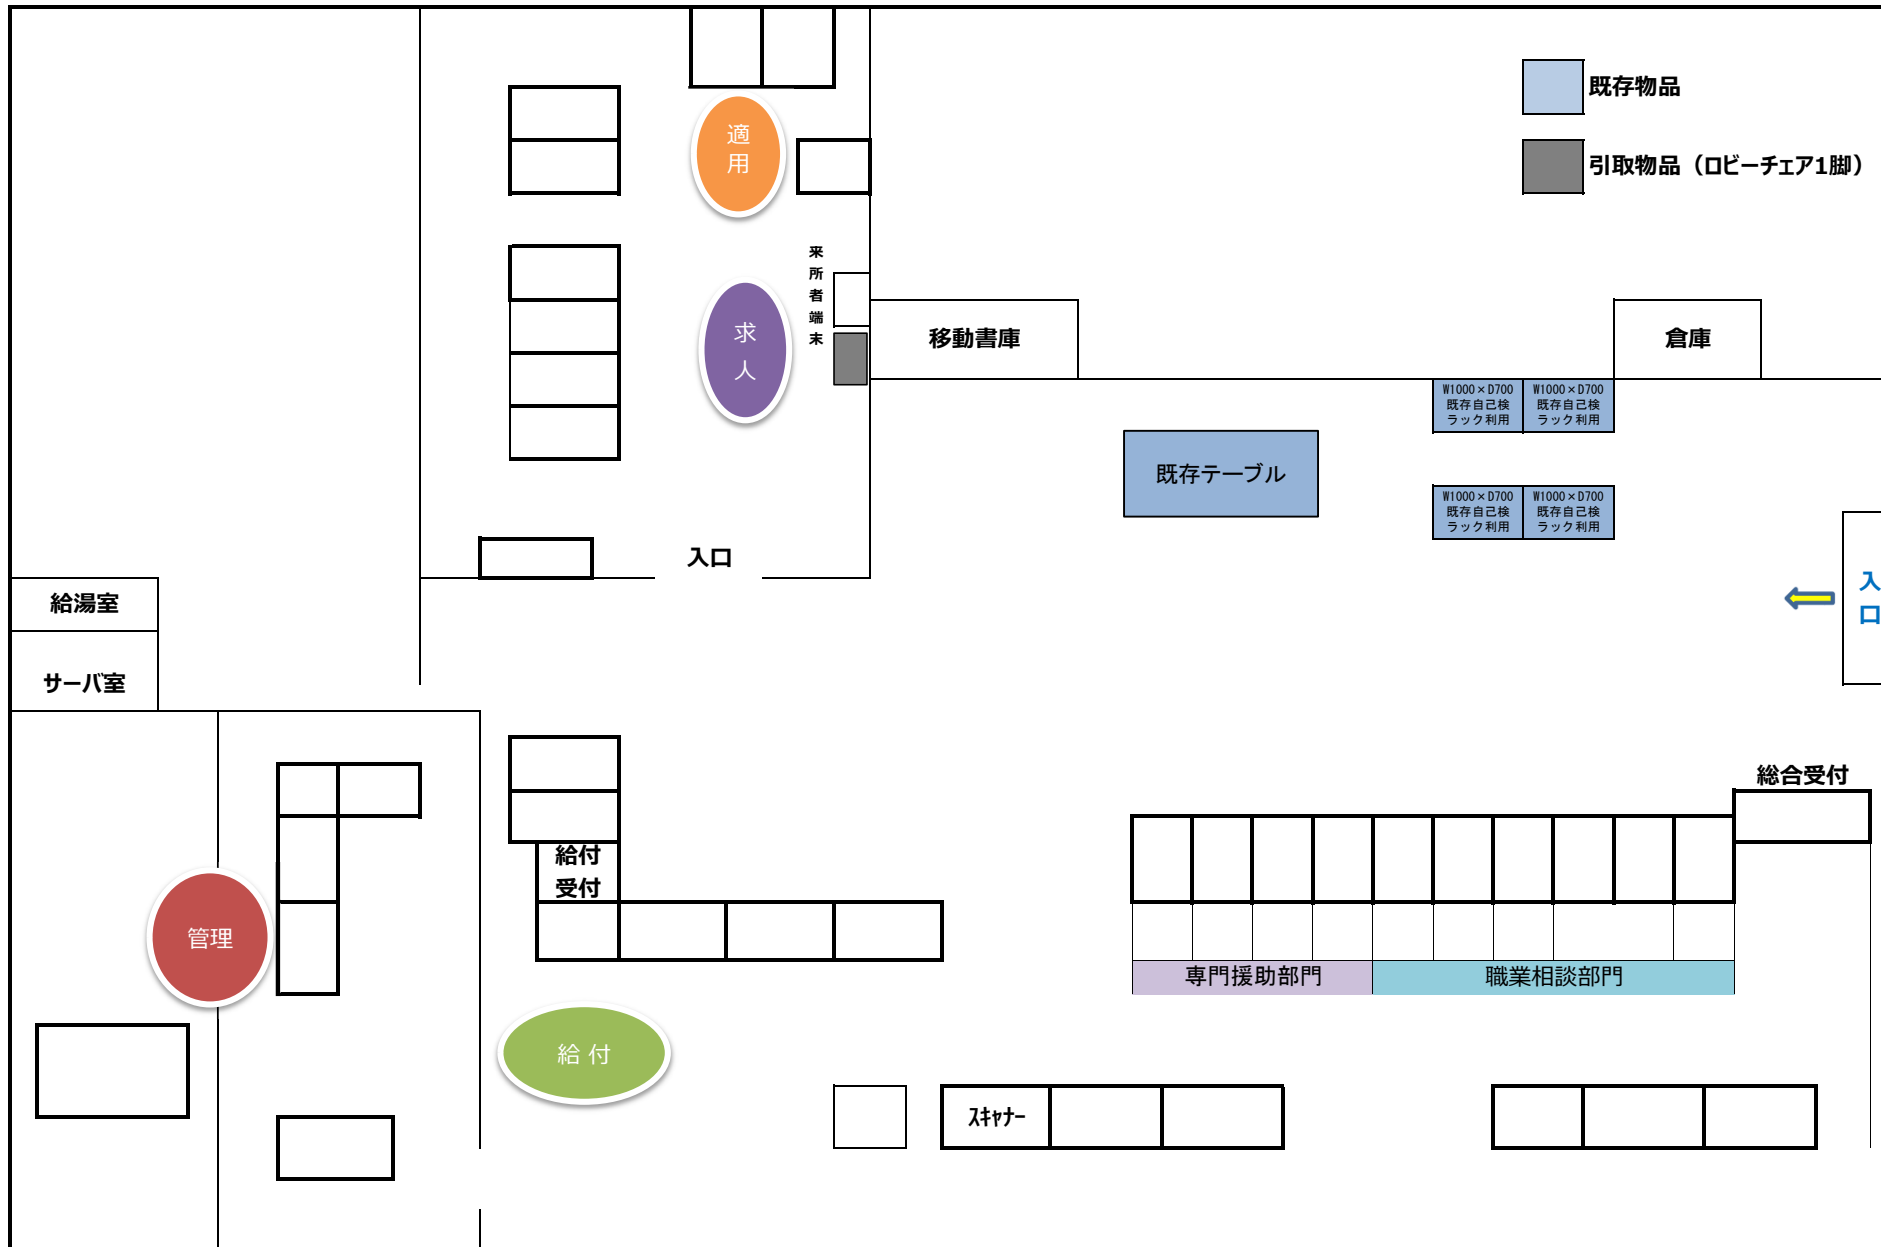 既存物品
適
用
引取物品（ロビーチェア1脚）
来
所
者
端
末
求
人
移動書庫
倉庫
W1000×D700
既存自己検
ラック利用
W1000×D700
既存自己検
ラック利用
既存テーブル
W1000×D700
既存自己検
ラック利用
W1000×D700
既存自己検
ラック利用
入口
入
口
給湯室
サーバ室
総合受付
給付
受付
管理
専門援助部門
職業相談部門
給 付
ｽｷｬﾅｰ